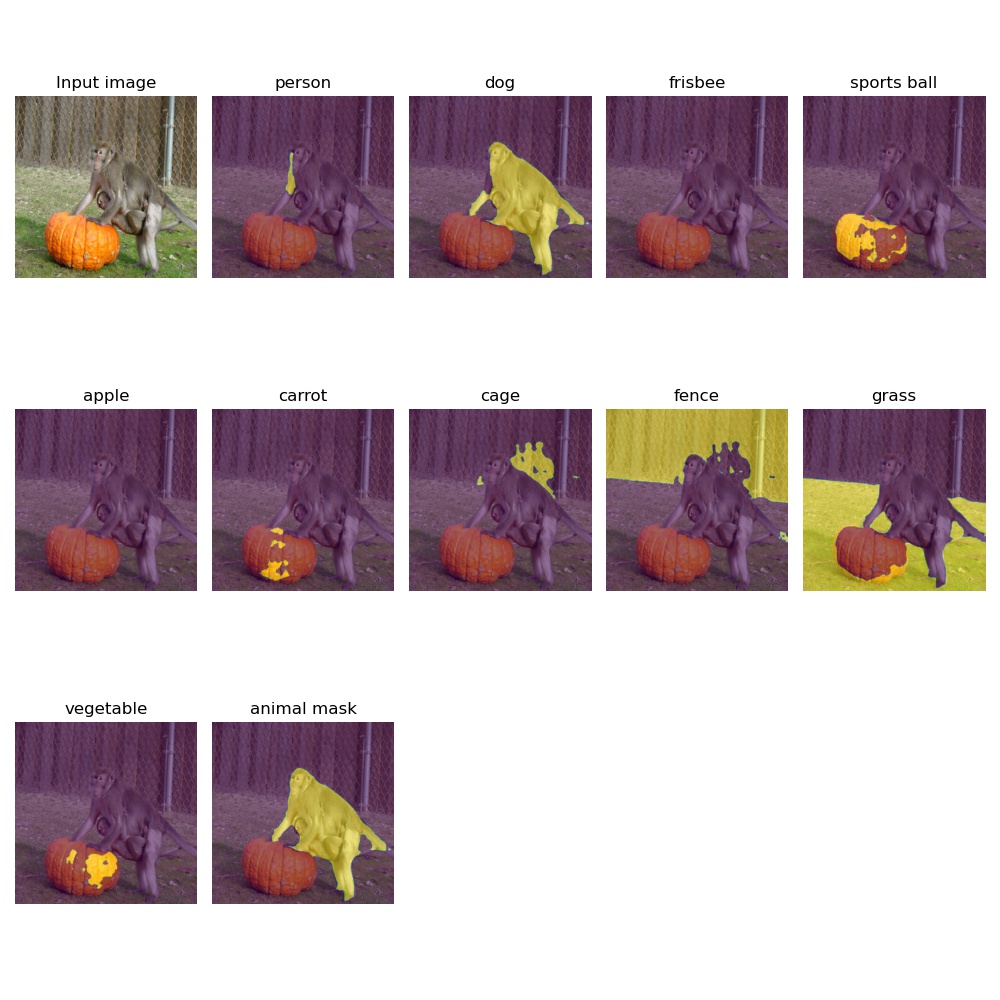 Input image
person
dog
frisbee
sports ball
apple
carrot
cage
fence
grass
vegetable
animal mask